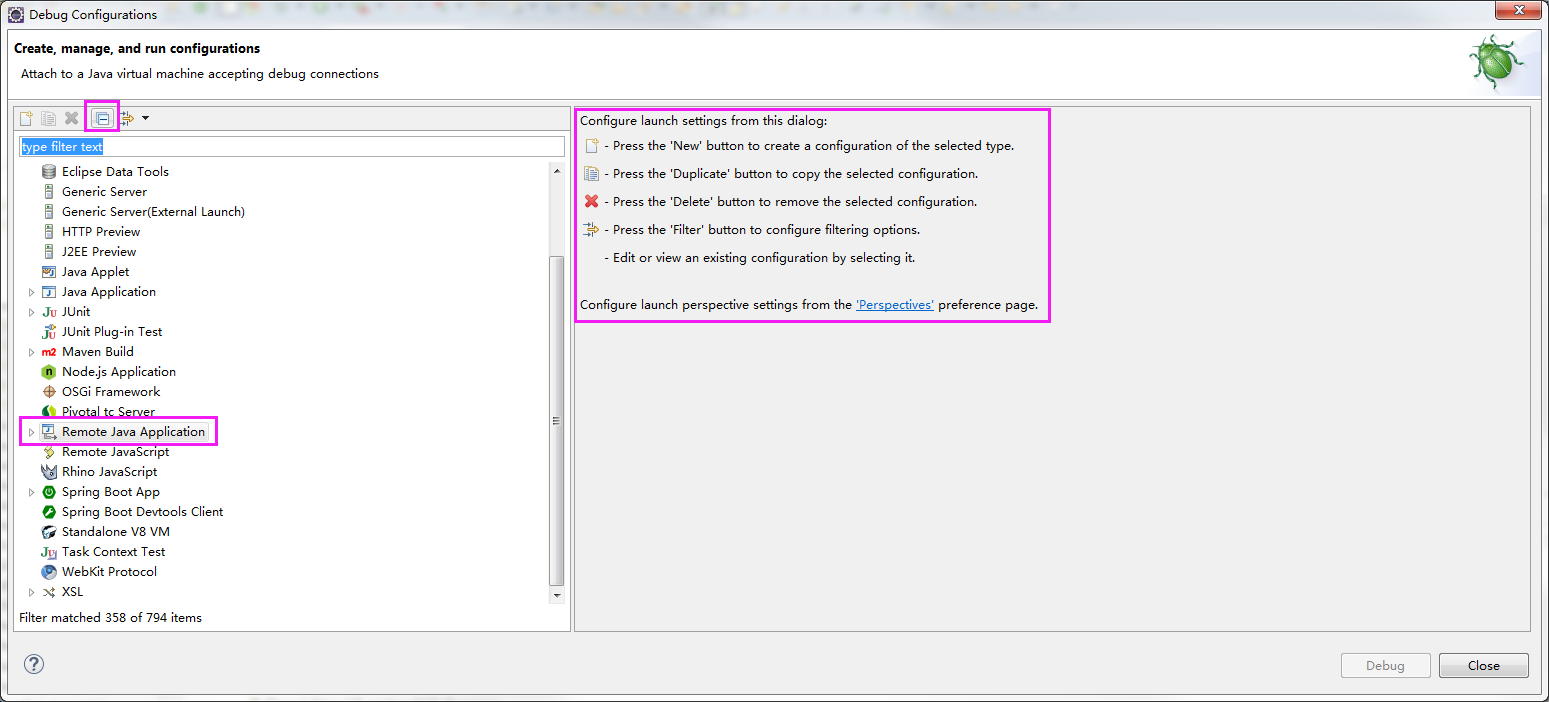 Debug Configurations
Create, manage, and run configurations
Attach to a Java virtual machine accepting debug connections
type filter text
Eclipse Data Tools
Generic Server
Generic Server(External Launch)
HTTP Preview
J2EE Preview
Java Applet
Java Application
JUnit
JUnit Plug-in Test
Maven Build
Node.js Application
OSGi Framework
Pivotal tc Server
Remote Java Application
Remote JavaScript
Rhino JavaScript
Spring Boot App
Spring Boot Devtools Client
Standalone V8 VM
Task Context Test
WebKit Protocol
XSL
Filter matched 358 of 794 items
Configure launch settings from this dialog:
- Press the 'New' button to create a configuration of the selected type.
- Press the 'Duplicate' button to copy the selected configuration.
- Press the 'Delete' button to remove the selected configuration.
- Press the 'Filter' button to configure filtering options.
- Edit or view an existing configuration by selecting it.
Configure launch perspective settings from the 'Perspectives' preference page.
Debug
Close